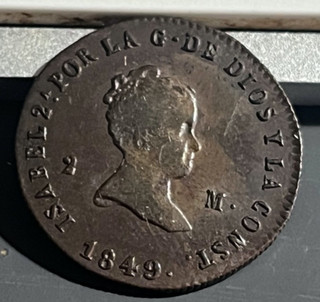 ISABEL 2ª POR LA G. DE DIOS Y LA CONST.
2 M.
1849.